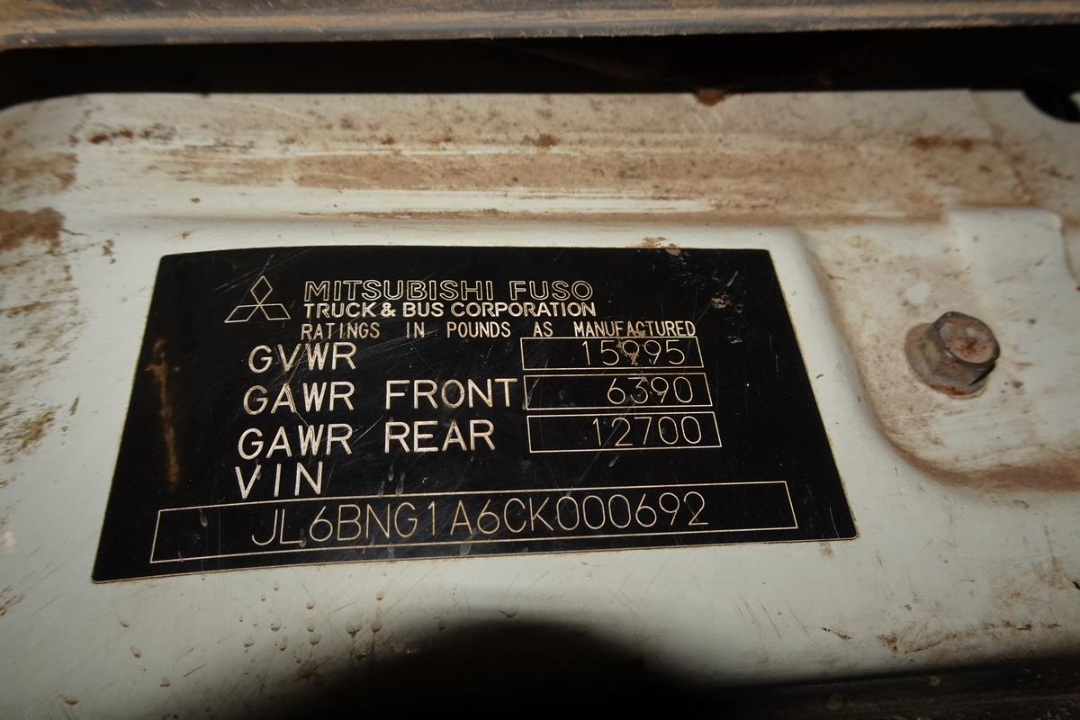 MITSUBISHI FUSO
TRUCK & BUS CORPORATION
RATINGS IN POUNDS AS MANUFACTURED
GVWR 15995
GAWR FRONT 6390
GAWR REAR 12700
VIN
JL6BNG1A6CK000692